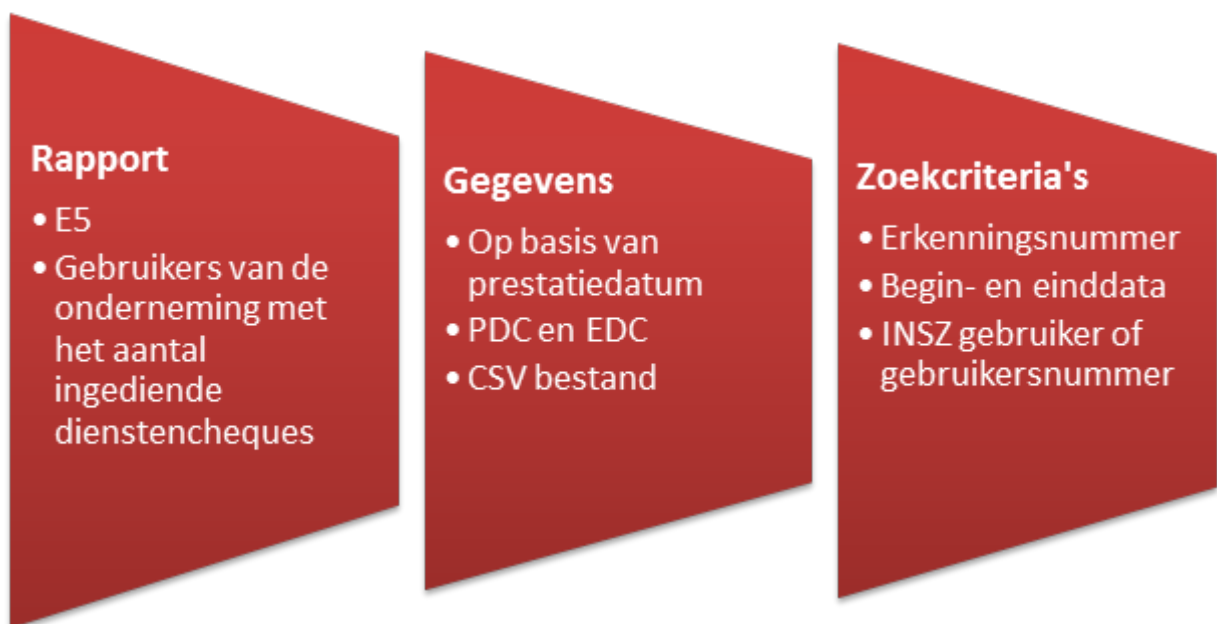 Rapport
• E5
• Gebruikers van de
onderneming met
het aantal
ingediende
dienstencheques
Gegevens
• Op basis van
prestatiedatum
• PDC en EDC
• CSV bestand
Zoekcriteria's
• Erkenningsnummer
• Begin- en einddata
• INSZ gebruiker of
gebruikersnummer